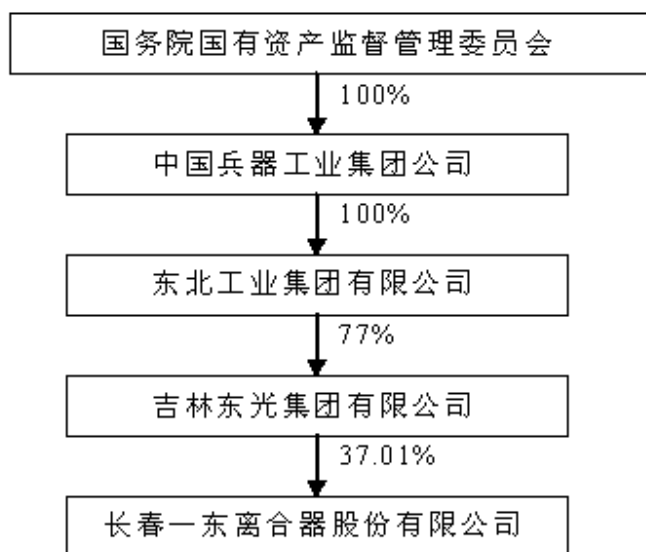 国务院国有资产监督管理委员会
100%
中国兵器工业集团公司
100%
东北工业集团有限公司
77%
吉林东光集团有限公司
37.01%
长春一东离合器股份有限公司